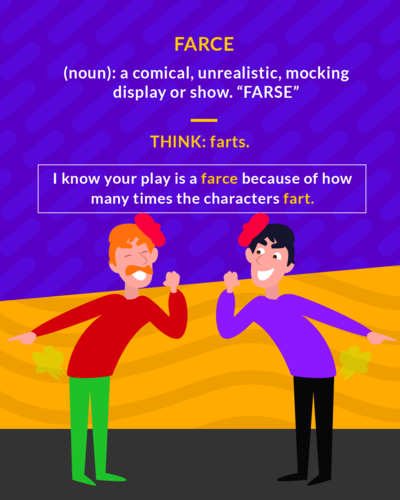 FARCE
(noun): a comical, unrealistic, mocking
display or show. “FARSE”
THINK: farts.
I know your play is a farce because of how
many times the characters fart.